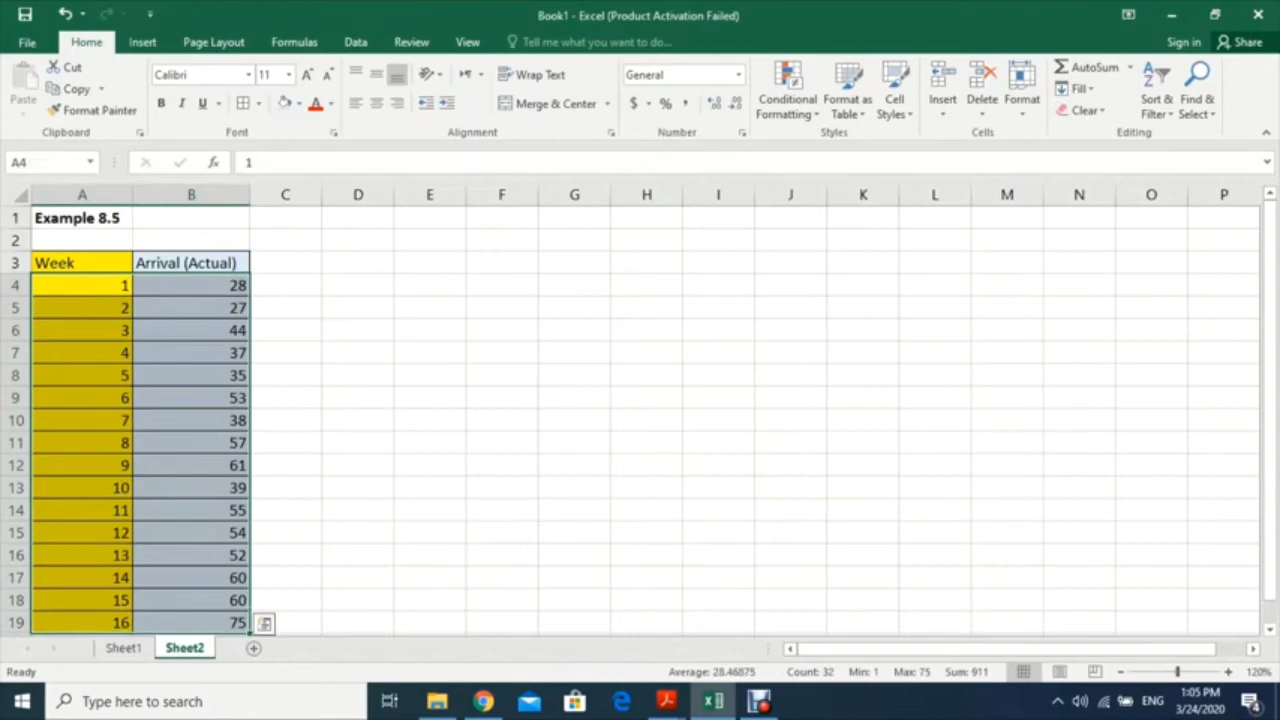 Book1 - Excel (Product Activation Failed)
File Home Insert Page Layout Formulas Data Review View Tell me what you want to do... Sign in Share
Paste Cut Copy Format Painter Clipboard
Calibri 11 B I U Font
Wrap Text Merge & Center Alignment
General $ % , Number
Conditional Formatting Format as Table Cell Styles Styles
Insert Delete Format Cells
AutoSum Fill Clear Sort & Filter Find & Select Editing
A4 fx 1
A B C D E F G H I J K L M N O P
1 Example 8.5
2
3 Week Arrival (Actual)
4 1 28
5 2 27
6 3 44
7 4 37
8 5 35
9 6 53
10 7 38
11 8 57
12 9 61
13 10 39
14 11 55
15 12 54
16 13 52
17 14 60
18 15 60
19 16 75
Sheet1 Sheet2
Ready Average: 28.46875 Count: 32 Min: 1 Max: 75 Sum: 911 120%
Type here to search ENG 1:05 PM
3/24/2020 4